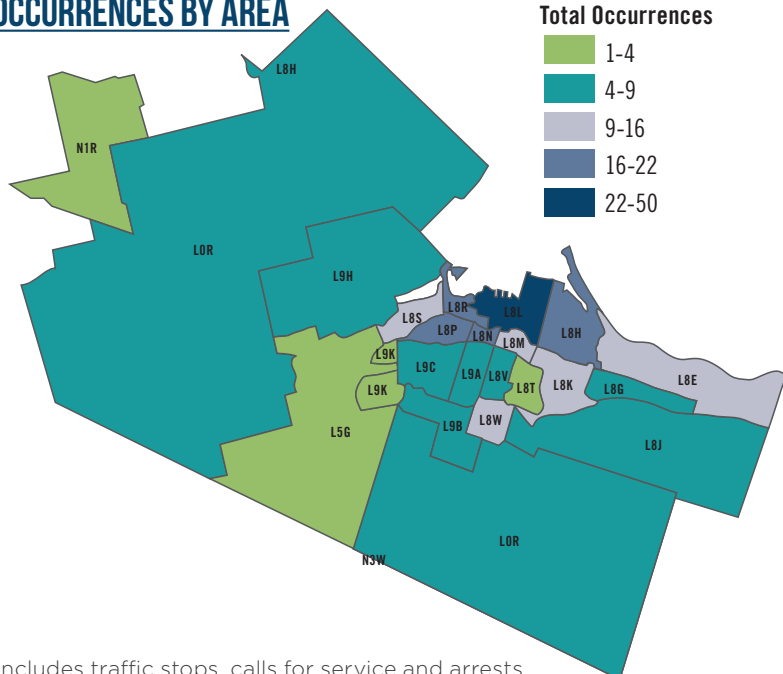 OCCURRENCES BY AREA
Total Occurrences
1-4
4-9
9-16
16-22
22-50
L8H
N1R
L0R
L9H
L8S
L8R
L8L
L8P
L8N
L8M
L8H
L9K
L9C
L9A
L8V
L8T
L8K
L8G
L8E
L9K
L5G
L9B
L8W
L8J
L0R
N3W
includes traffic stops, calls for service and arrests